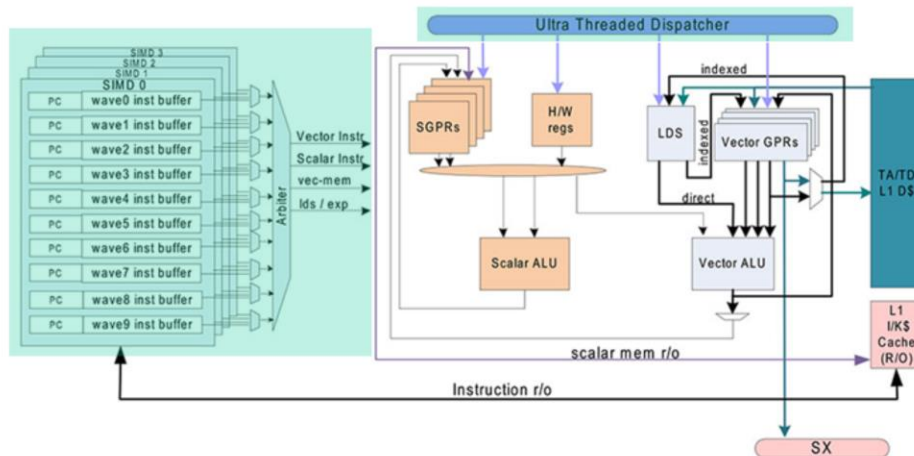 Ultra Threaded Dispatcher
SIMD 3
SIMD 2
SIMD 1
SIMD 0
PC wave0 inst buffer
PC wave1 inst buffer
PC wave2 inst buffer
PC wave3 inst buffer
PC wave4 inst buffer
PC wave5 inst buffer
PC wave6 inst buffer
PC wave7 inst buffer
PC wave8 inst buffer
PC wave9 inst buffer
Arbiter
Vector Instr
Scalar Instr
vec-mem
lds / exp
SGPRs
H/W
regs
LDS
indexed
indexed
Vector GPRs
direct
Scalar ALU
Vector ALU
TA/TD
L1 D$
L1
I/K$
Cache
(R/O)
scalar mem r/o
Instruction r/o
SX